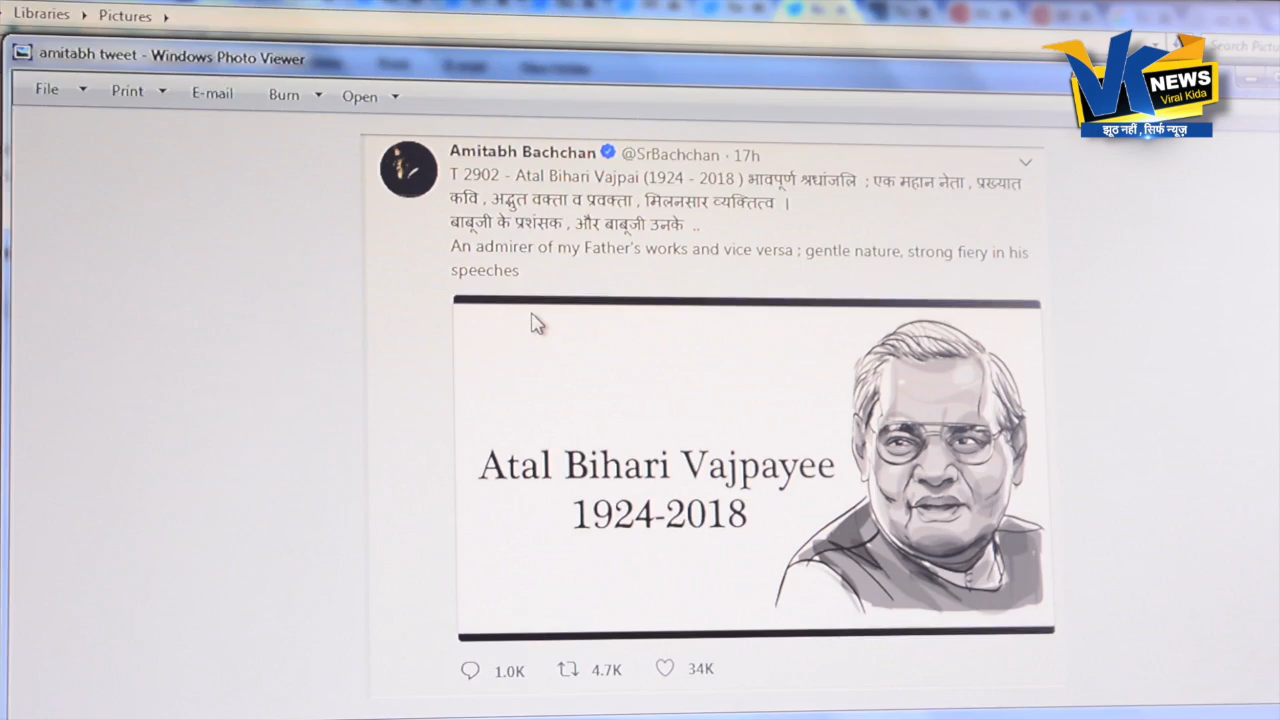 Libraries
Pictures
amitabh tweet - Windows Photo Viewer
File Print E-mail Burn Open
VK NEWS
Viral Kida
झूठ नहीं , सिर्फ न्यूज़
Amitabh Bachchan @SrBachchan · 17h
T 2902 - Atal Bihari Vajpai (1924 - 2018 ) भावपूर्ण श्रधांजलि ; एक महान नेता , प्रख्यात
कवि , अद्भुत वक्ता व प्रवक्ता , मिलनसार व्यक्तित्व ।
बाबूजी के प्रशंसक , और बाबूजी उनके ..
An admirer of my Father's works and vice versa ; gentle nature, strong fiery in his
speeches
Atal Bihari Vajpayee
1924-2018
1.0K 4.7K 34K